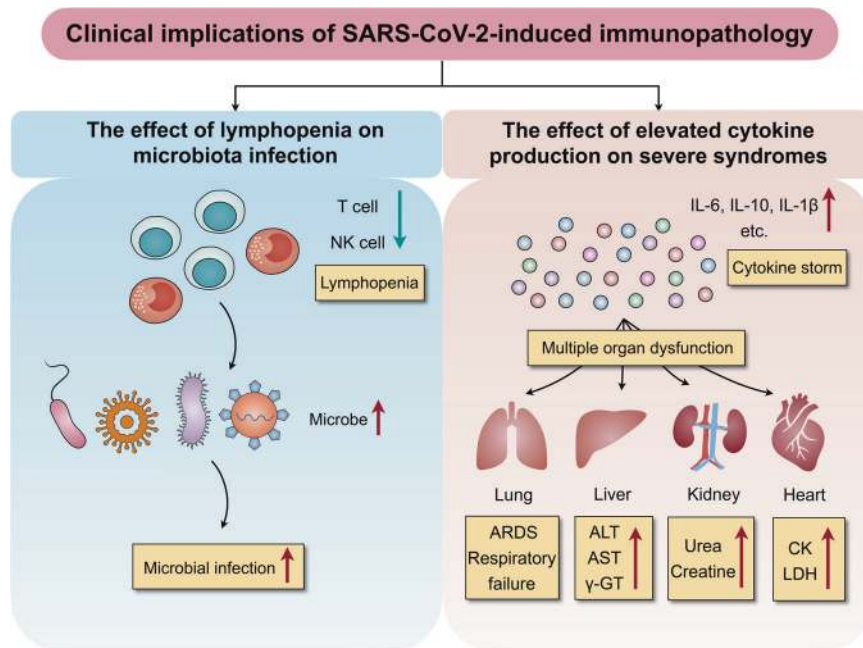 Clinical implications of SARS-CoV-2-induced immunopathology
The effect of lymphopenia on
microbiota infection
T cell
NK cell
Lymphopenia
Microbe
Microbial infection
The effect of elevated cytokine
production on severe syndromes
IL-6, IL-10, IL-1β
etc.
Cytokine storm
Multiple organ dysfunction
Lung
Liver
Kidney
Heart
ARDS
Respiratory
failure
ALT
AST
γ-GT
Urea
Creatine
CK
LDH